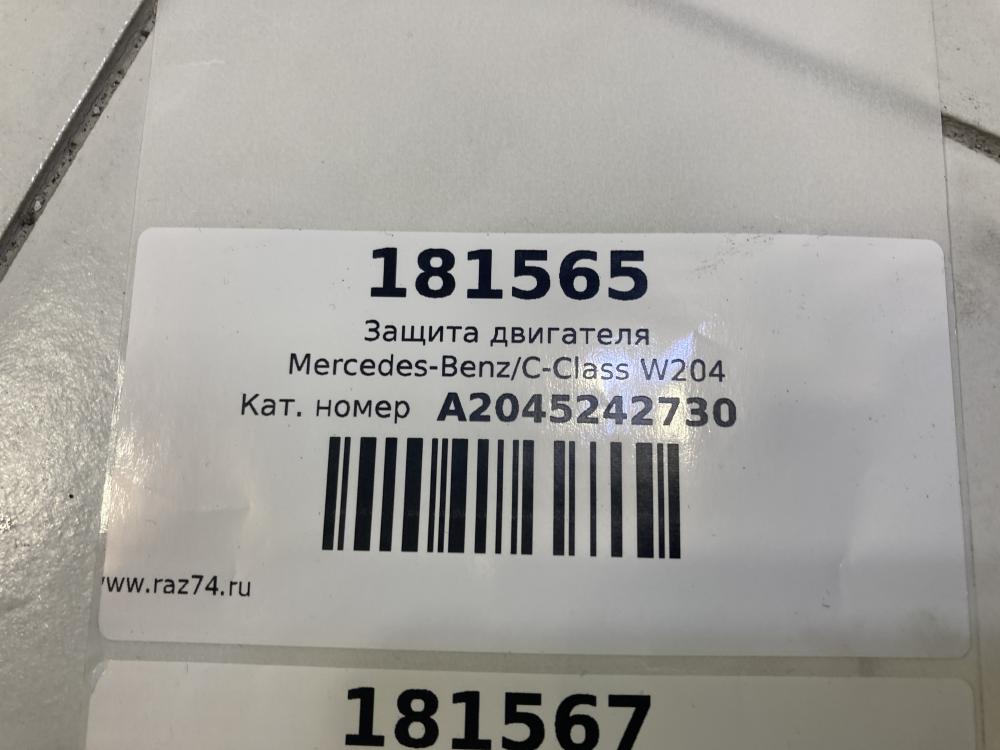 181565
Защита двигателя
Mercedes-Benz/C-Class W204
Кат. номер A2045242730
www.raz74.ru
181567